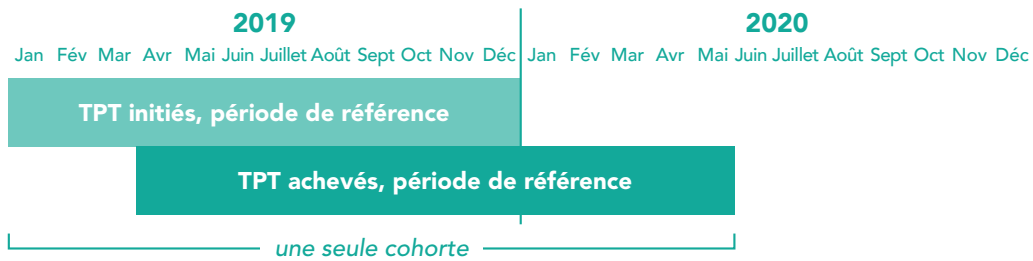 2019 2020
Jan Fév Mar Avr Mai Juin Juillet Août Sept Oct Nov Déc Jan Fév Mar Avr Mai Juin Juillet Août Sept Oct Nov Déc
TPT initiés, période de référence
TPT achevés, période de référence
une seule cohorte